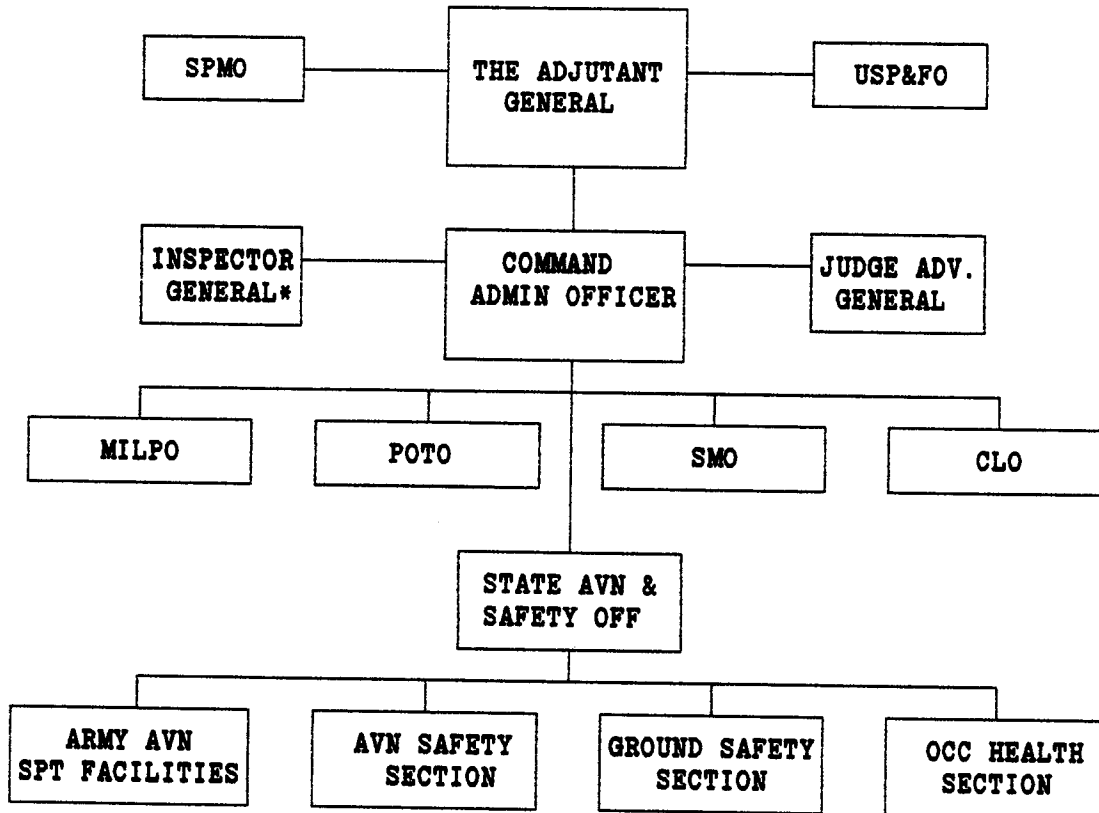 SPMO
THE ADJUTANT
GENERAL
USP&FO
INSPECTOR
GENERAL*
COMMAND
ADMIN OFFICER
JUDGE ADV.
GENERAL
MILPO
POTO
SMO
CLO
STATE AVN &
SAFETY OFF
ARMY AVN
SPT FACILITIES
AVN SAFETY
SECTION
GROUND SAFETY
SECTION
OCC HEALTH
SECTION